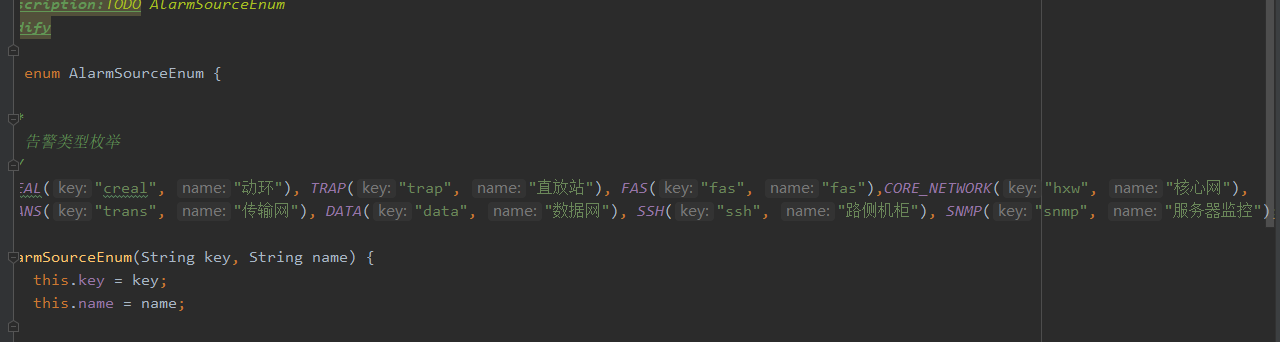 scription:TODO AlarmSourceEnum
dify
enum AlarmSourceEnum {
*
告警类型枚举
/
EAL( key: "creal", name: "动环"), TRAP( key: "trap", name: "直放站"), FAS( key: "fas", name: "fas"),CORE_NETWORK( key: "hxw", name: "核心网"),
ANS( key: "trans", name: "传输网"), DATA( key: "data", name: "数据网"), SSH( key: "ssh", name: "路侧机柜"), SNMP( key: "snmp", name: "服务器监控")
armSourceEnum(String key, String name) {
this.key = key;
this.name = name;